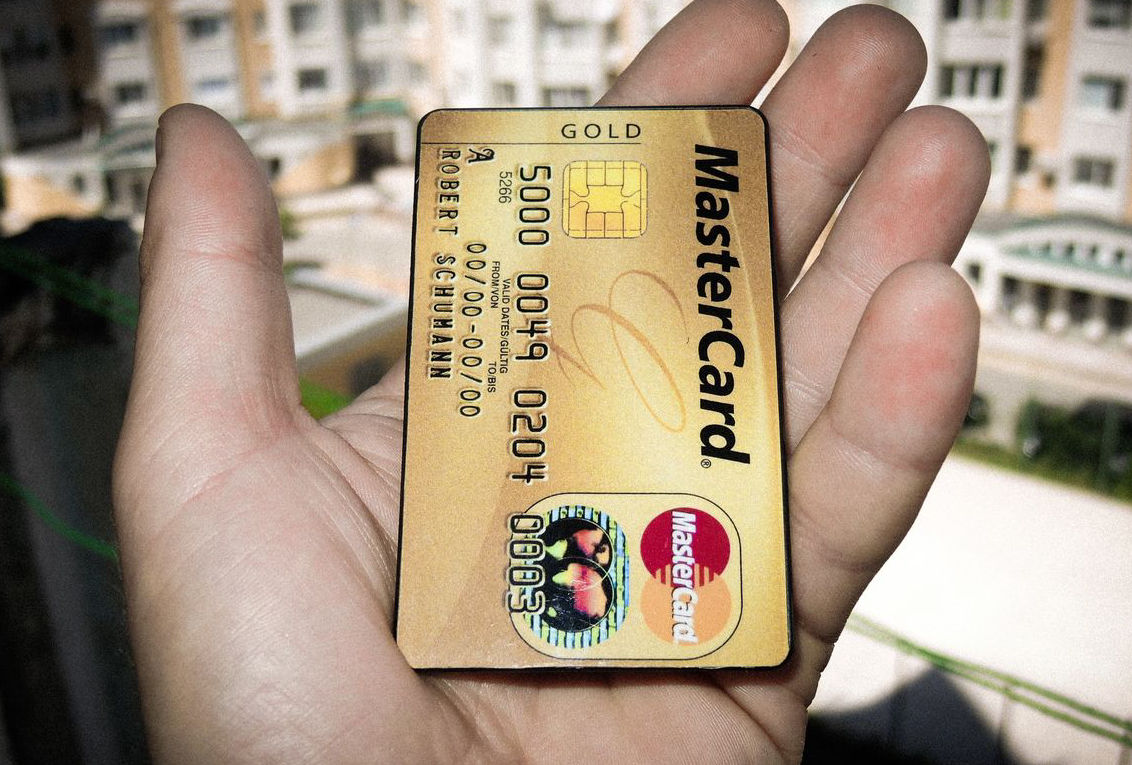 GOLD
MasterCard®
5000 0049 0204 0003
5266
VALID DATES/GÜLTIG
FROM/VON TO/BIS
A 00/00-00/00
ROBERT SCHUMANN
MasterCard